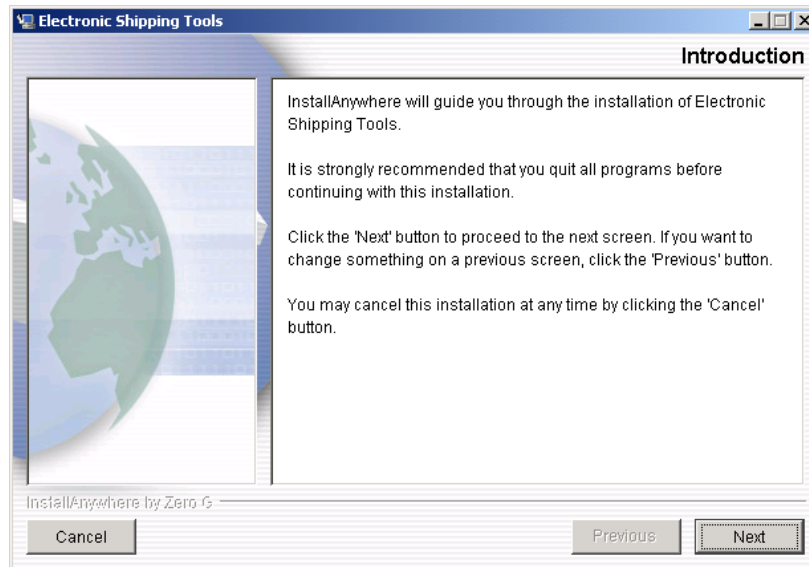 Electronic Shipping Tools
Introduction
InstallAnywhere will guide you through the installation of Electronic
Shipping Tools.
It is strongly recommended that you quit all programs before
continuing with this installation.
Click the 'Next' button to proceed to the next screen. If you want to
change something on a previous screen, click the 'Previous' button.
You may cancel this installation at any time by clicking the 'Cancel'
button.
InstallAnywhere by Zero G
Cancel
Previous
Next